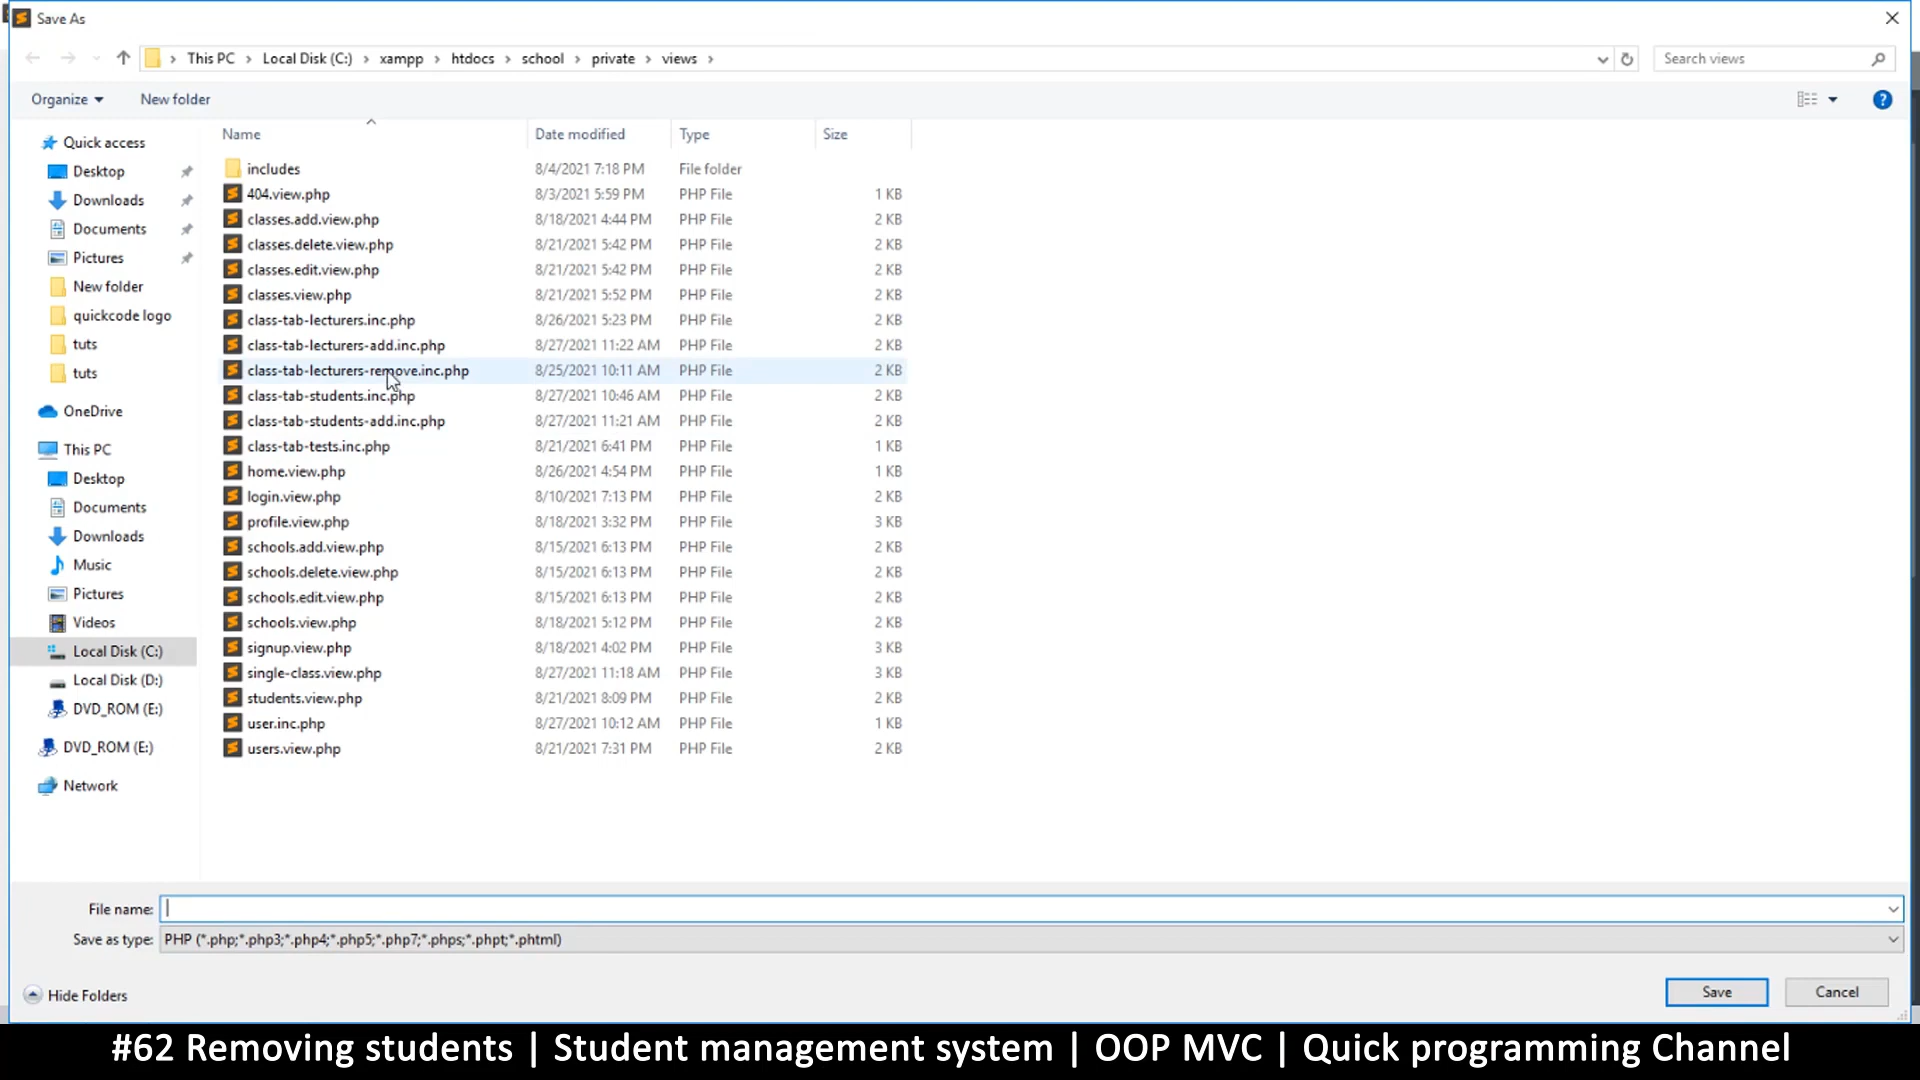 Save As
This PC > Local Disk (C:) > xampp > htdocs > school > private > views >
Search views
Organize
New folder
Name
Date modified
Type
Size
Quick access
Desktop
Downloads
Documents
Pictures
New folder
quickcode logo
tuts
tuts
OneDrive
This PC
Desktop
Documents
Downloads
Music
Pictures
Videos
Local Disk (C:)
Local Disk (D:)
DVD_ROM (E:)
DVD_ROM (E:)
Network
includes 8/4/2021 7:18 PM File folder
404.view.php 8/3/2021 5:59 PM PHP File 1 KB
classes.add.view.php 8/18/2021 4:44 PM PHP File 2 KB
classes.delete.view.php 8/21/2021 5:42 PM PHP File 2 KB
classes.edit.view.php 8/21/2021 5:42 PM PHP File 2 KB
classes.view.php 8/21/2021 5:52 PM PHP File 2 KB
class-tab-lecturers.inc.php 8/26/2021 5:23 PM PHP File 2 KB
class-tab-lecturers-add.inc.php 8/27/2021 11:22 AM PHP File 2 KB
class-tab-lecturers-remove.inc.php 8/25/2021 10:11 AM PHP File 2 KB
class-tab-students.inc.php 8/27/2021 10:46 AM PHP File 2 KB
class-tab-students-add.inc.php 8/27/2021 11:21 AM PHP File 2 KB
class-tab-tests.inc.php 8/21/2021 6:41 PM PHP File 1 KB
home.view.php 8/26/2021 4:54 PM PHP File 1 KB
login.view.php 8/10/2021 7:13 PM PHP File 2 KB
profile.view.php 8/18/2021 3:32 PM PHP File 3 KB
schools.add.view.php 8/15/2021 6:13 PM PHP File 2 KB
schools.delete.view.php 8/15/2021 6:13 PM PHP File 2 KB
schools.edit.view.php 8/15/2021 6:13 PM PHP File 2 KB
schools.view.php 8/18/2021 5:12 PM PHP File 2 KB
signup.view.php 8/18/2021 4:02 PM PHP File 3 KB
single-class.view.php 8/27/2021 11:18 AM PHP File 3 KB
students.view.php 8/21/2021 8:09 PM PHP File 2 KB
user.inc.php 8/27/2021 10:12 AM PHP File 1 KB
users.view.php 8/21/2021 7:31 PM PHP File 2 KB
File name:
Save as type: PHP (*.php;*.php3;*.php4;*.php5;*.php7;*.phps;*.phpt;*.phtml)
Hide Folders
Save
Cancel
#62 Removing students | Student management system | OOP MVC | Quick programming Channel